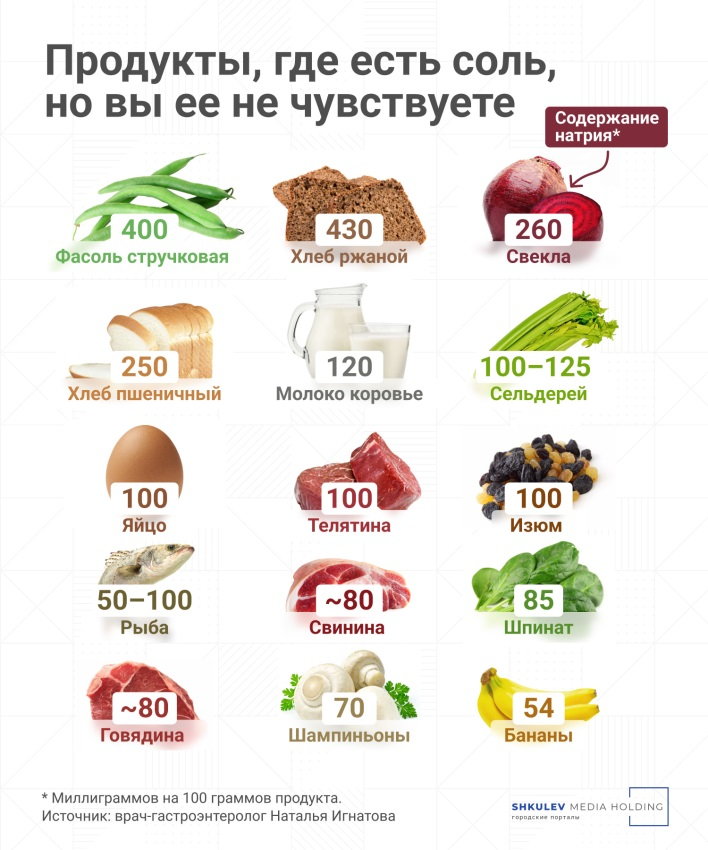 Продукты, где есть соль,
но вы ее не чувствуете
Содержание
натрия*
400
Фасоль стручковая
430
Хлеб ржаной
260
Свекла
250
Хлеб пшеничный
120
Молоко коровье
100–125
Сельдерей
100
Яйцо
100
Телятина
100
Изюм
50–100
Рыба
~80
Свинина
85
Шпинат
~80
Говядина
70
Шампиньоны
54
Бананы
* Миллиграммов на 100 граммов продукта.
Источник: врач-гастроэнтеролог Наталья Игнатова
SHKULEV MEDIA HOLDING
городские порталы